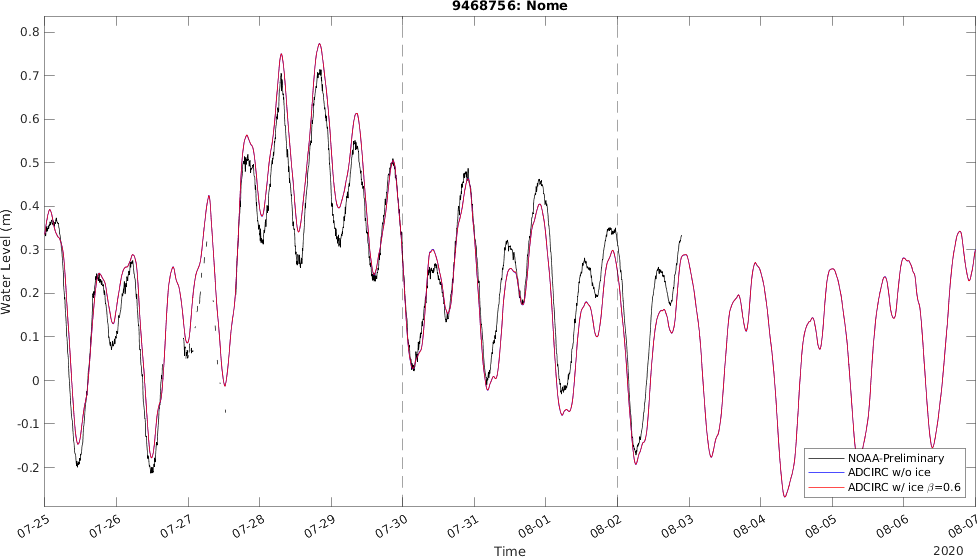 9468756: Nome
Water Level (m)
0.8
0.7
0.6
0.5
0.4
0.3
0.2
0.1
0
-0.1
-0.2
NOAA-Preliminary
ADCIRC w/o ice
ADCIRC w/ ice β=0.6
07-25 07-26 07-27 07-28 07-29 07-30 07-31 08-01 08-02 08-03 08-04 08-05 08-06 08-07
Time
2020